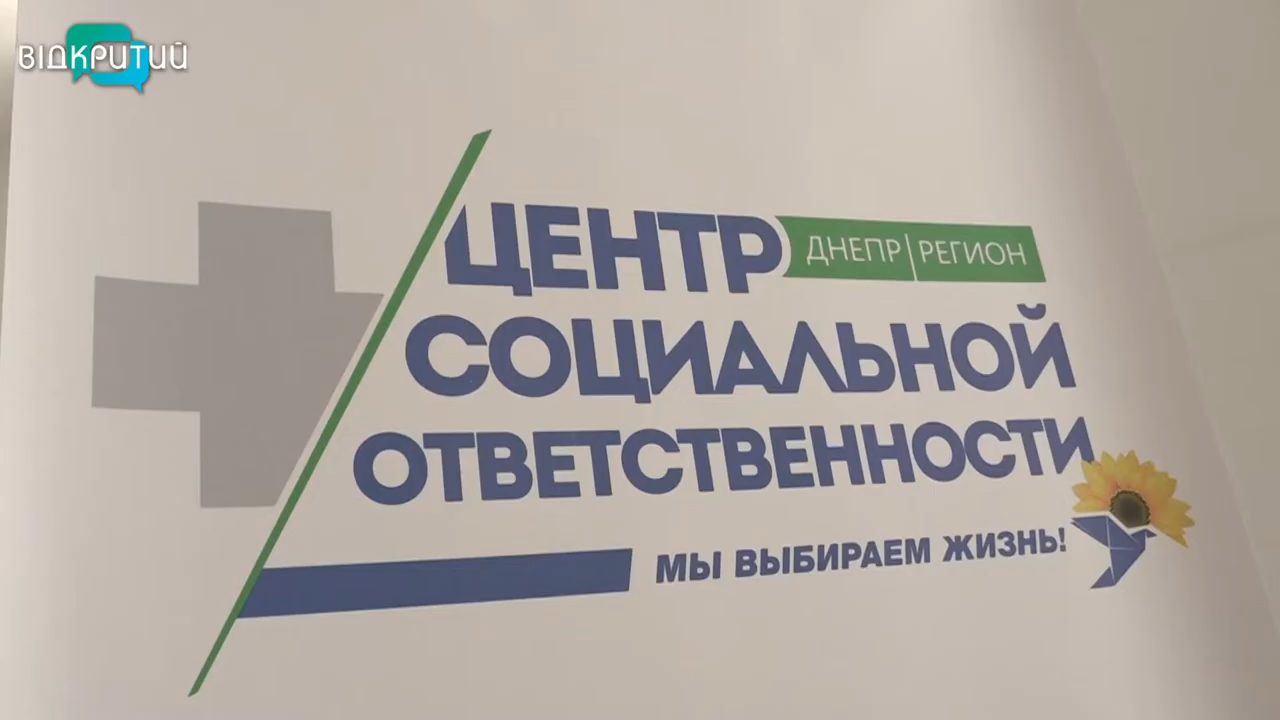 ВІДКРИТИЙ
ЦЕНТР ДНЕПР|РЕГИОН
СОЦИАЛЬНОЙ
ОТВЕТСТВЕННОСТИ
МЫ ВЫБИРАЕМ ЖИЗНЬ!